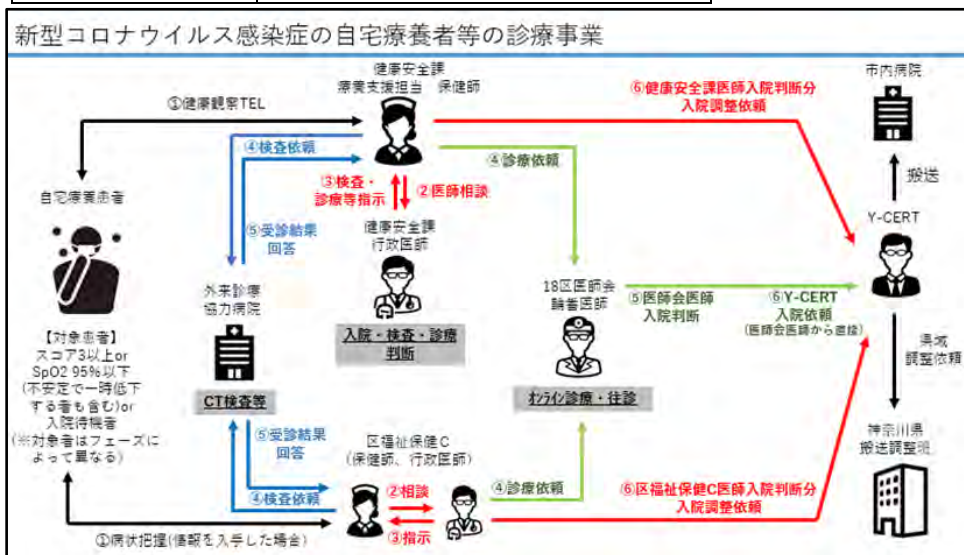 新型コロナウイルス感染症の自宅療養者等の診療事業
健康安全課
療養支援担当 保健師
⑥健康安全課医師入院判断分
入院調整依頼
市内病院
①健康観察TEL
④検査依頼
④診療依頼
③検査・
診療等指示
②医師相談
搬送
自宅療養患者
Y-CERT
⑤受診結果
回答
健康安全課
行政医師
外来診療
協力病院
18区医師会
輪番医師
⑤医師会医師
入院判断
⑥Y-CERT
入院依頼
(医師会医師から直接)
入院・検査・診療
判断
県域
調整依頼
【対象患者】
スコア3以上or
SpO2 95%以下
(不安定で一時低下
する者も含む)or
入院待機者
(※対象者はフェーズに
よって異なる)
CT検査等
オンライン診療・往診
⑤受診結果
回答
区福祉保健C
(保健師、行政医師)
神奈川県
搬送調整班
④検査依頼
②相談
④診療依頼
⑥区福祉保健C医師入院判断分
入院調整依頼
③指示
①病状把握(情報を入手した場合)